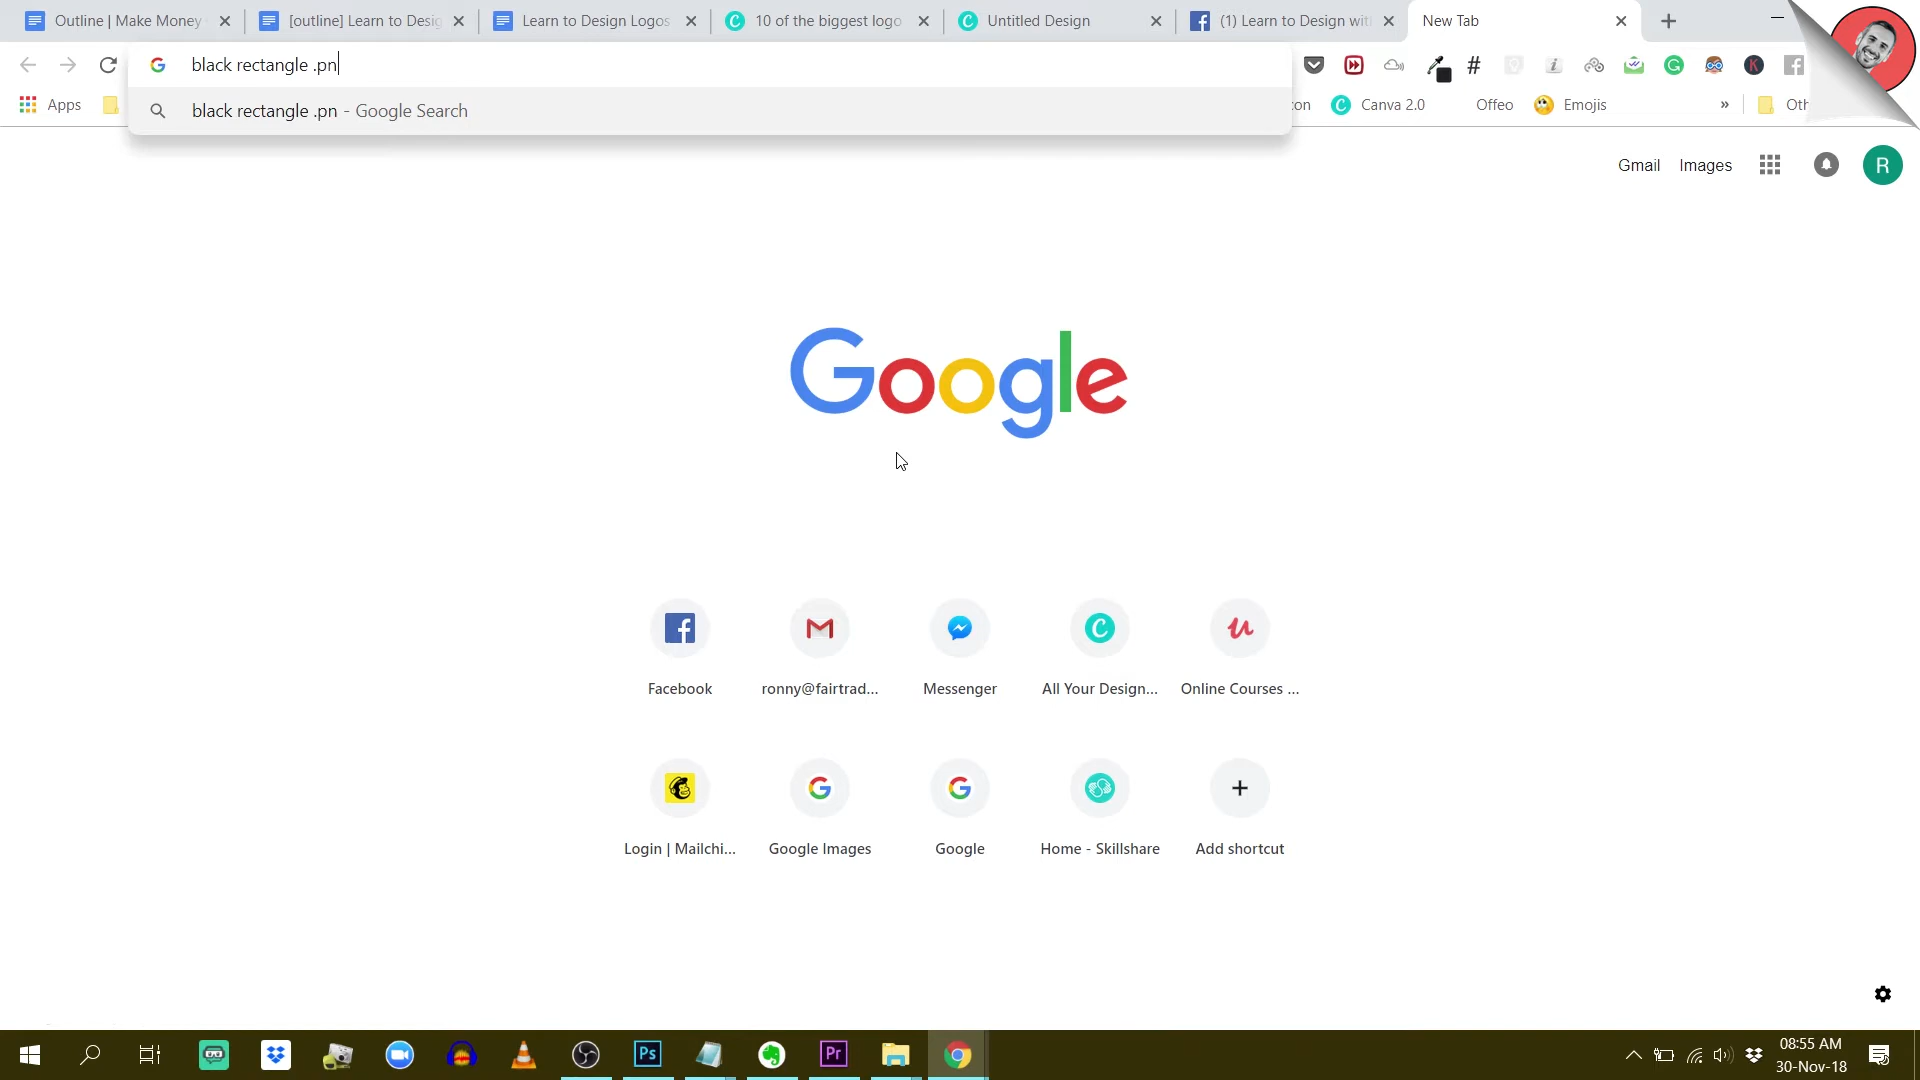 Outline | Make Money
[outline] Learn to Desig
Learn to Design Logos
10 of the biggest logo
Untitled Design
(1) Learn to Design wit
New Tab
black rectangle .pn
Apps
black rectangle .pn - Google Search
con
Canva 2.0
Offeo
Emojis
»
Oth
Gmail
Images
R
Google
Facebook
ronny@fairtrad...
Messenger
All Your Design...
Online Courses ...
Login | Mailchi...
Google Images
Google
Home - Skillshare
Add shortcut
Ps
Pr
08:55 AM
30-Nov-18